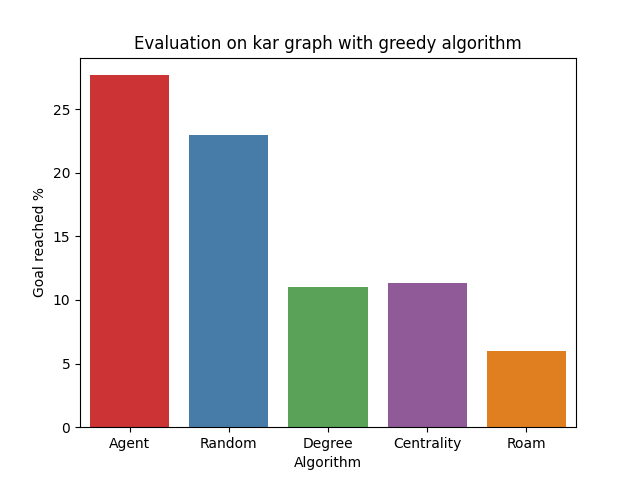 Evaluation on kar graph with greedy algorithm
Goal reached %
25
20
15
10
5
0
Agent Random Degree Centrality Roam
Algorithm